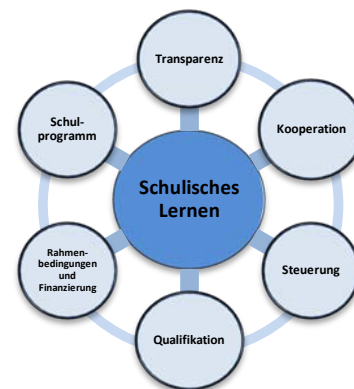 Transparenz
Kooperation
Steuerung
Qualifikation
Rahmen-
bedingungen
und
Finanzierung
Schul-
programm
Schulisches
Lernen